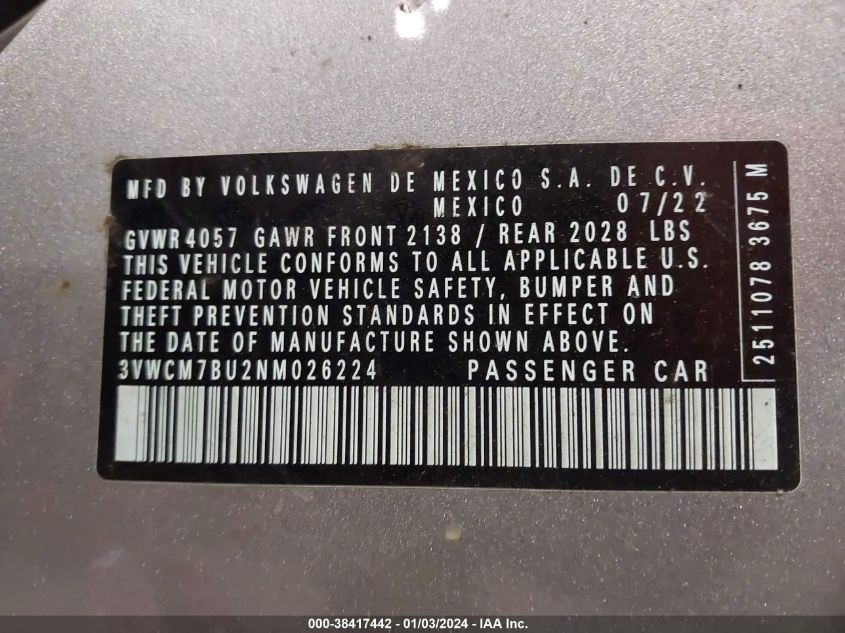 MFD BY VOLKSWAGEN DE MEXICO S.A. DE C.V.
MEXICO 07/22
GVWR 4057 GAWR FRONT 2138 / REAR 2028 LBS
THIS VEHICLE CONFORMS TO ALL APPLICABLE U.S.
FEDERAL MOTOR VEHICLE SAFETY, BUMPER AND
THEFT PREVENTION STANDARDS IN EFFECT ON
THE DATE OF MANUFACTURE SHOWN ABOVE.
3VWCM7BU2NM026224 PASSENGER CAR
2511078 3675 M
000-38417442 - 01/03/2024 - IAA Inc.